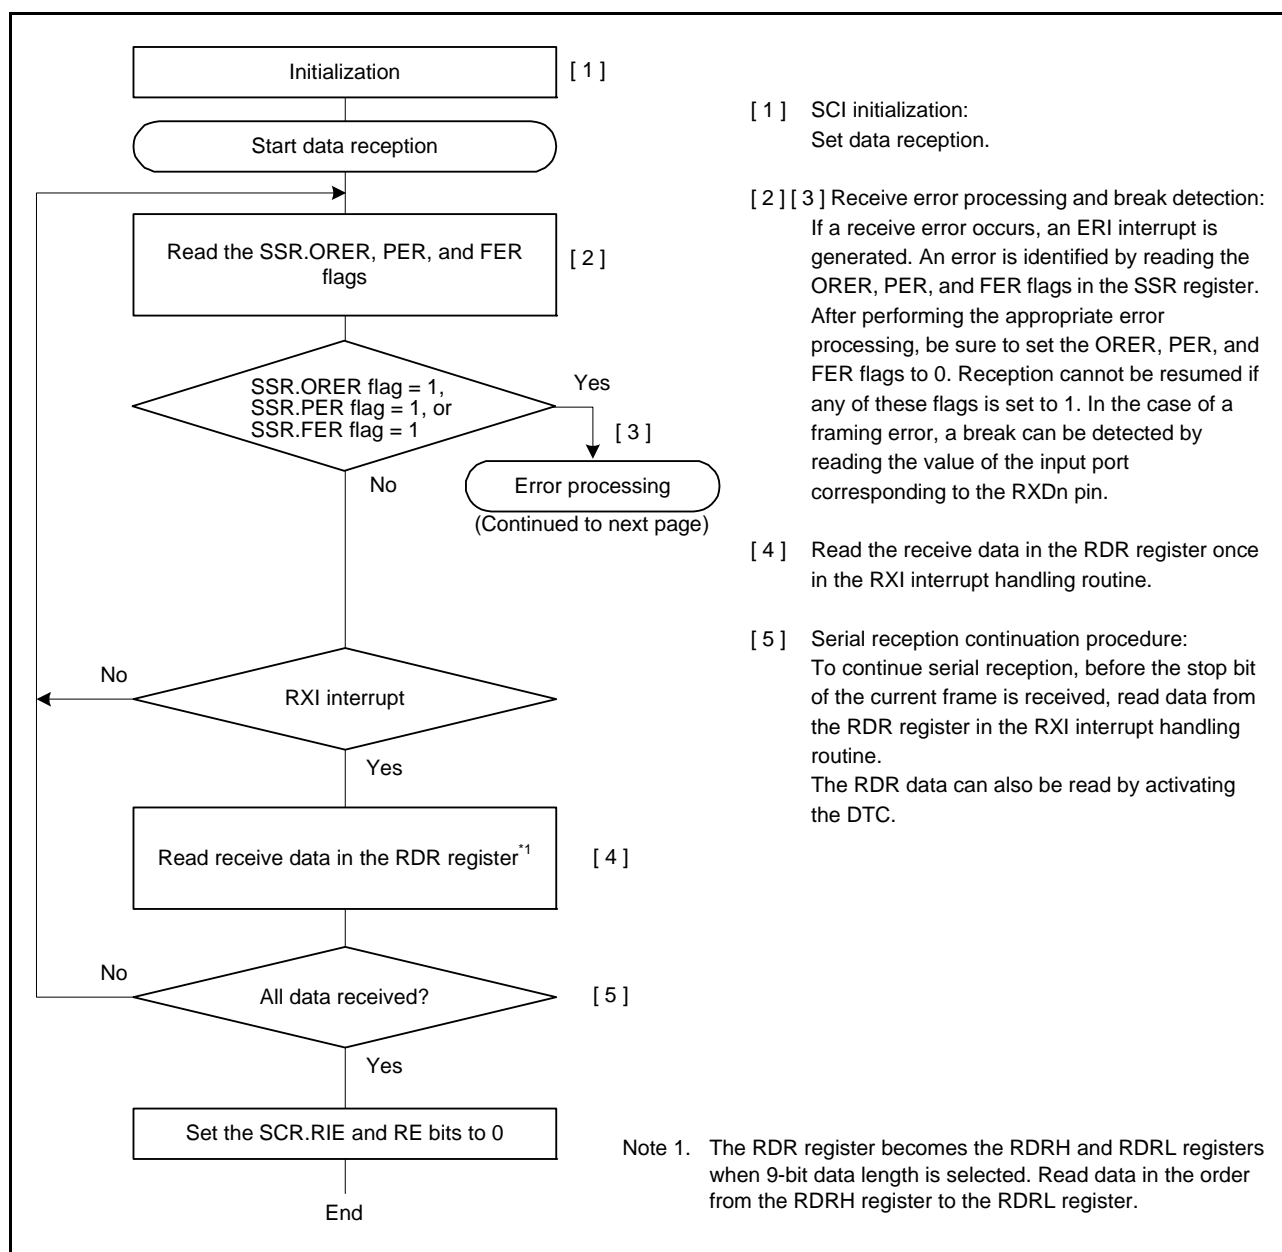 Initialization
[ 1 ]
Start data reception
Read the SSR.ORER, PER, and FER
flags
[ 2 ]
SSR.ORER flag = 1,
SSR.PER flag = 1, or
SSR.FER flag = 1
Yes
[ 3 ]
No
Error processing
(Continued to next page)
No
RXI interrupt
Yes
Read receive data in the RDR register*1
[ 4 ]
No
All data received?
[ 5 ]
Yes
Set the SCR.RIE and RE bits to 0
End
[ 1 ] SCI initialization:
Set data reception.
[ 2 ] [ 3 ] Receive error processing and break detection:
If a receive error occurs, an ERI interrupt is
generated. An error is identified by reading the
ORER, PER, and FER flags in the SSR register.
After performing the appropriate error
processing, be sure to set the ORER, PER, and
FER flags to 0. Reception cannot be resumed if
any of these flags is set to 1. In the case of a
framing error, a break can be detected by
reading the value of the input port
corresponding to the RXDn pin.
[ 4 ] Read the receive data in the RDR register once
in the RXI interrupt handling routine.
[ 5 ] Serial reception continuation procedure:
To continue serial reception, before the stop bit
of the current frame is received, read data from
the RDR register in the RXI interrupt handling
routine.
The RDR data can also be read by activating
the DTC.
Note 1. The RDR register becomes the RDRH and RDRL registers
when 9-bit data length is selected. Read data in the order
from the RDRH register to the RDRL register.